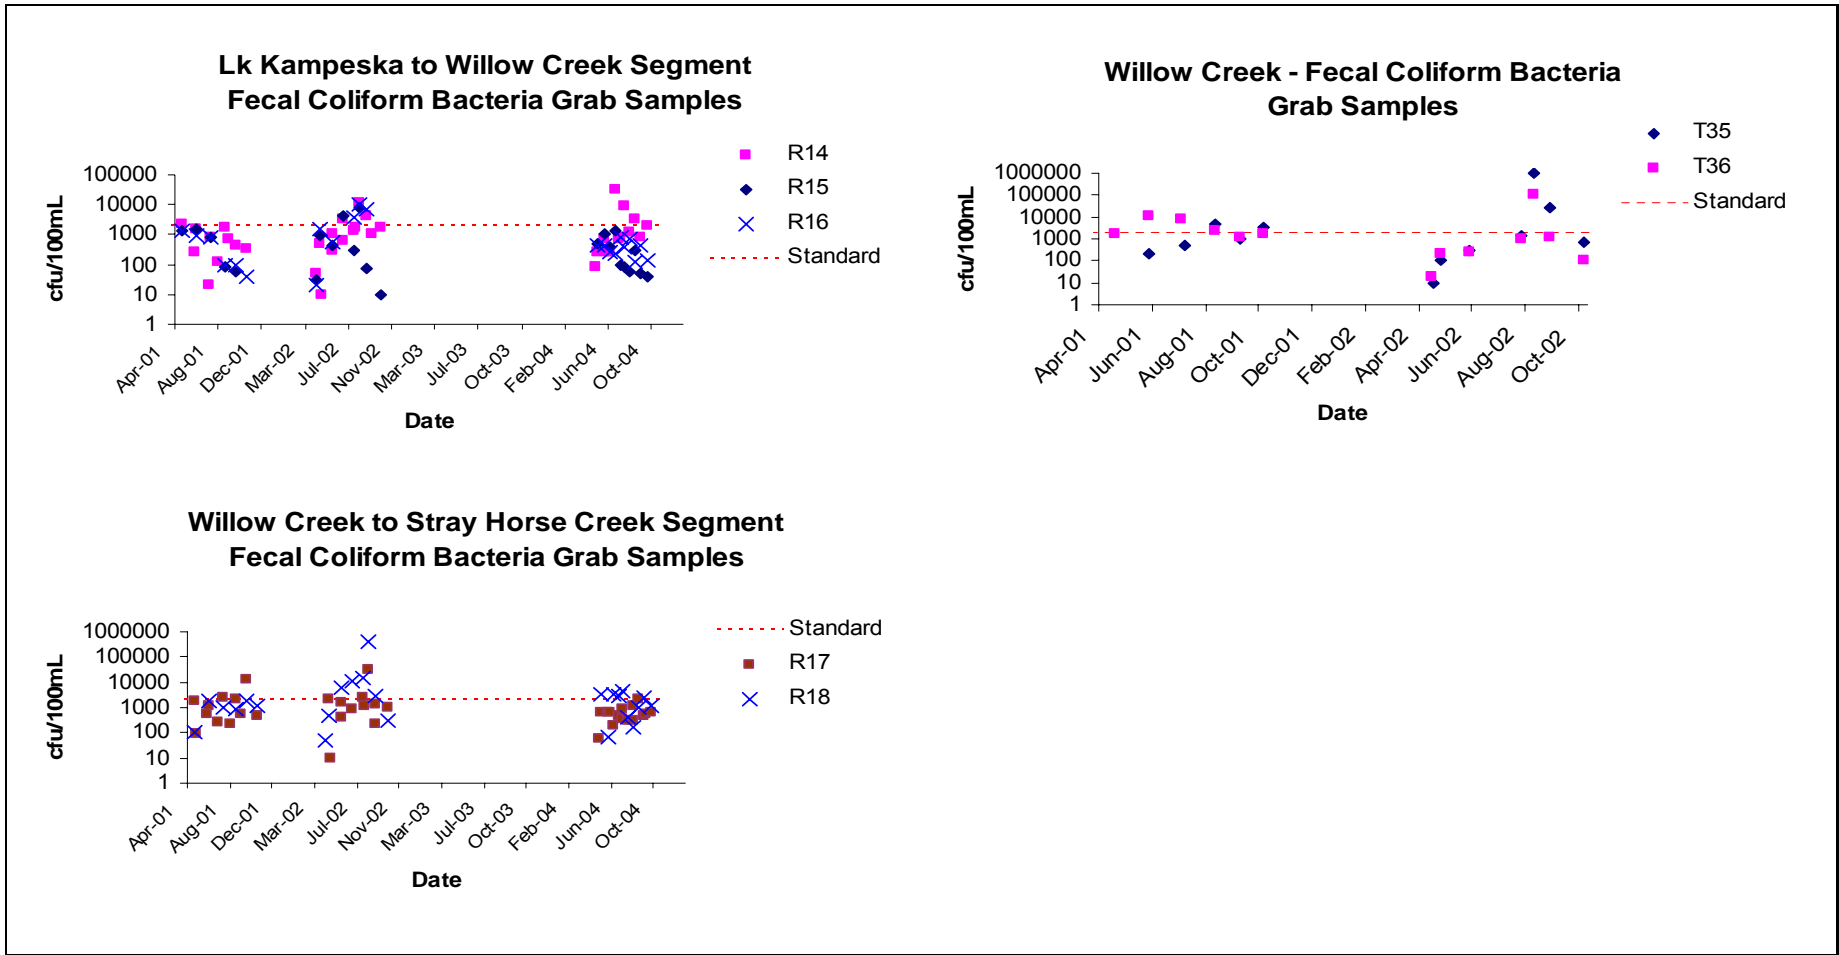 Lk Kampeska to Willow Creek Segment
Fecal Coliform Bacteria Grab Samples
cfu/100mL
100000
10000
1000
100
10
1
Apr-01
Aug-01
Dec-01
Mar-02
Jul-02
Nov-02
Mar-03
Jul-03
Oct-03
Feb-04
Jun-04
Oct-04
Date
R14
R15
R16
Standard
Willow Creek - Fecal Coliform Bacteria
Grab Samples
cfu/100mL
1000000
100000
10000
1000
100
10
1
Apr-01
Jun-01
Aug-01
Oct-01
Dec-01
Feb-02
Apr-02
Jun-02
Aug-02
Oct-02
Date
T35
T36
Standard
Willow Creek to Stray Horse Creek Segment
Fecal Coliform Bacteria Grab Samples
cfu/100mL
1000000
100000
10000
1000
100
10
1
Apr-01
Aug-01
Dec-01
Mar-02
Jul-02
Nov-02
Mar-03
Jul-03
Oct-03
Feb-04
Jun-04
Oct-04
Date
Standard
R17
R18